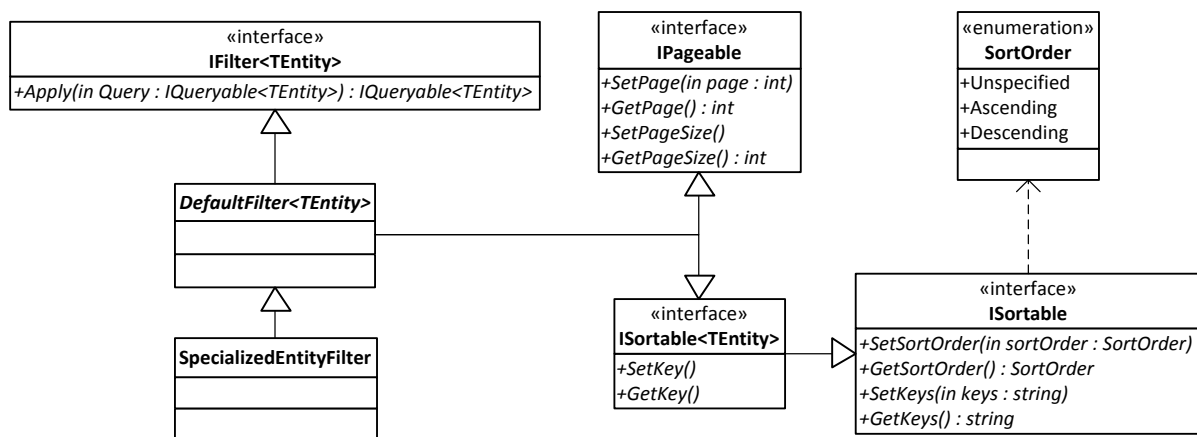 «interface»
IFilter<TEntity>
+Apply(in Query : IQueryable<TEntity>) : IQueryable<TEntity>
«interface»
IPageable
+SetPage(in page : int)
+GetPage() : int
+SetPageSize()
+GetPageSize() : int
«enumeration»
SortOrder
+Unspecified
+Ascending
+Descending
DefaultFilter<TEntity>
SpecializedEntityFilter
«interface»
ISortable<TEntity>
+SetKey()
+GetKey()
«interface»
ISortable
+SetSortOrder(in sortOrder : SortOrder)
+GetSortOrder() : SortOrder
+SetKeys(in keys : string)
+GetKeys() : string